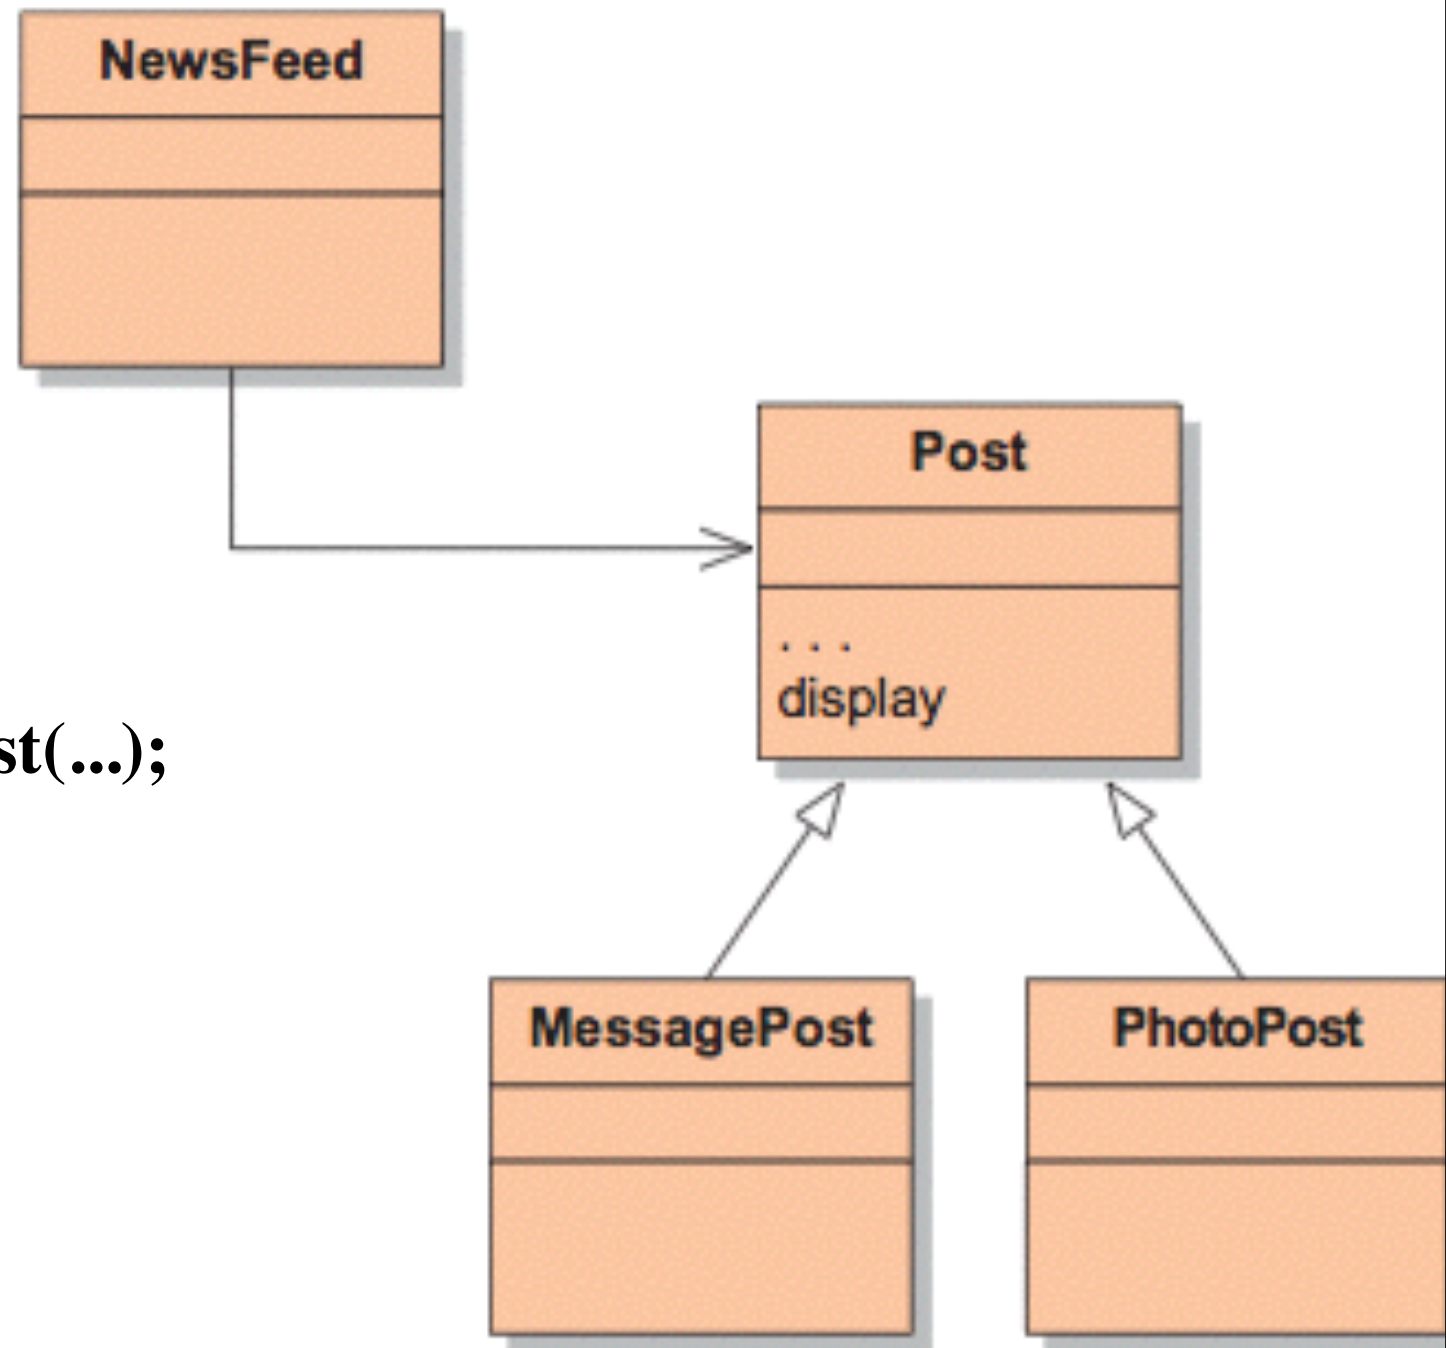 NewsFeed
Post
. . .
display
st(...);
MessagePost
PhotoPost